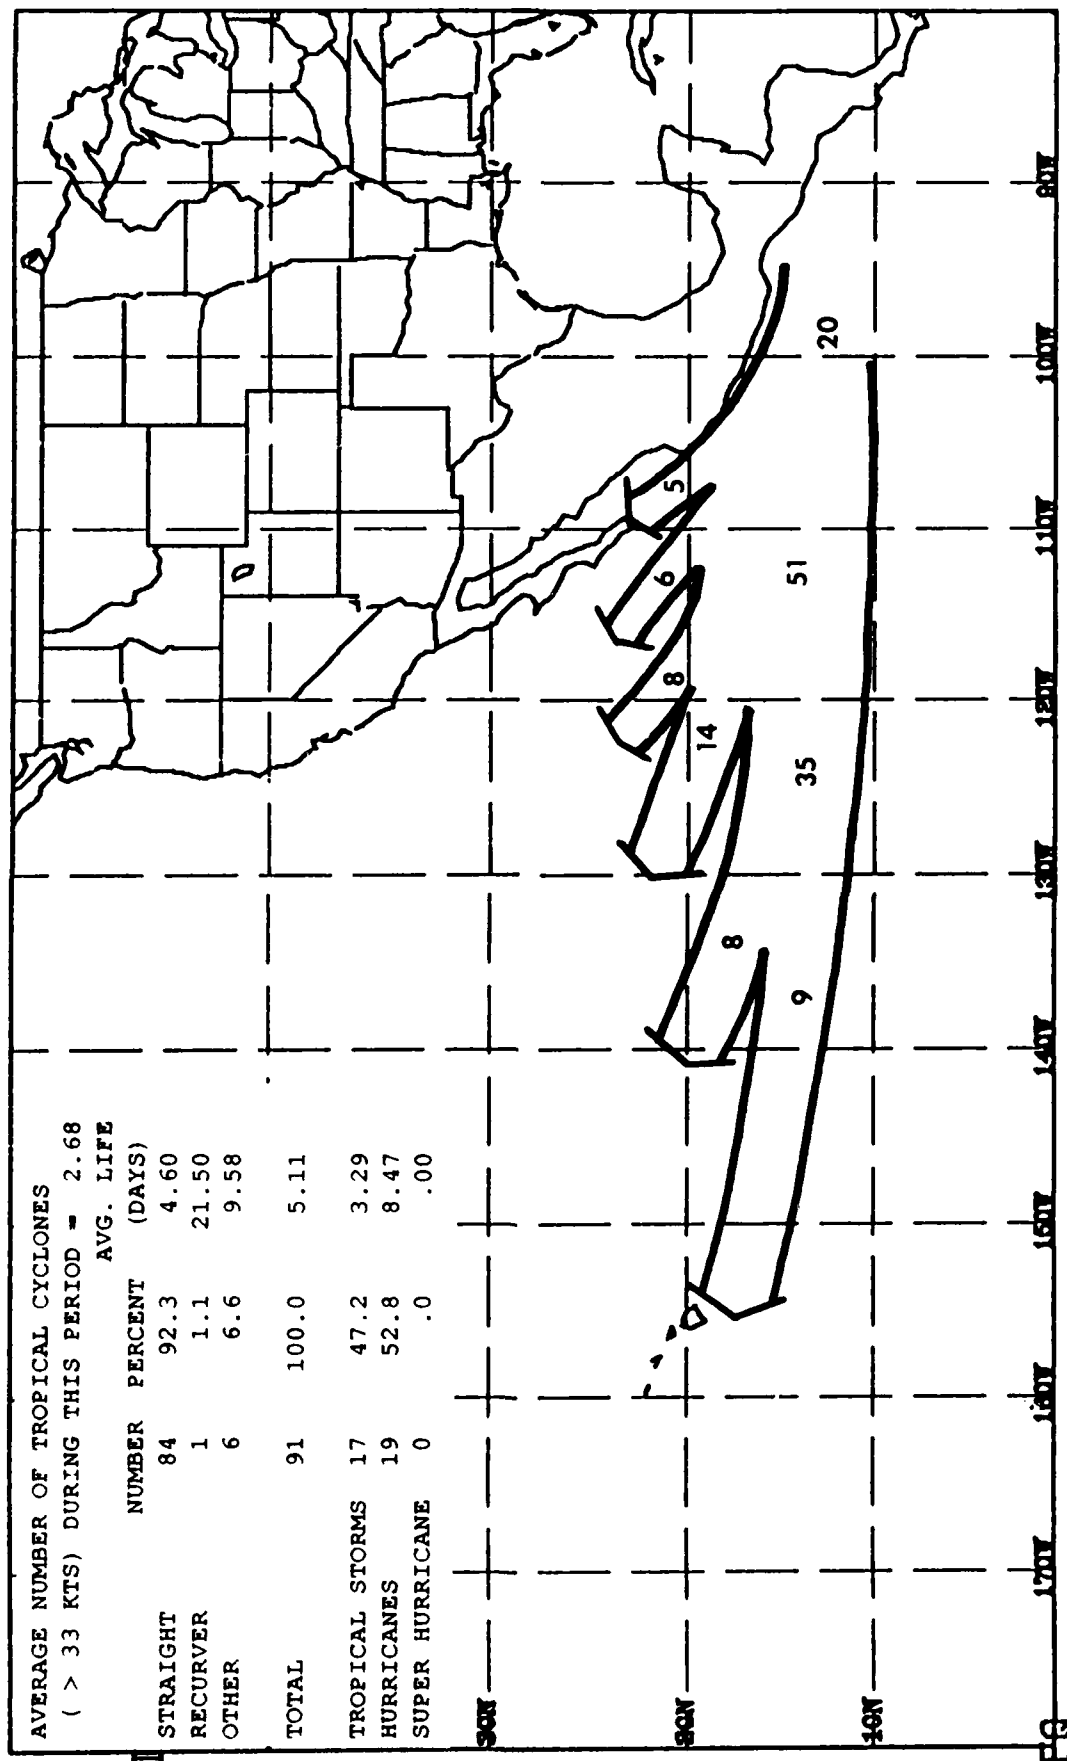 AVERAGE NUMBER OF TROPICAL CYCLONES
( > 33 KTS) DURING THIS PERIOD = 2.68
AVG. LIFE
NUMBER PERCENT (DAYS)
STRAIGHT 84 92.3 4.60
RECURVER 1 1.1 21.50
OTHER 6 6.6 9.58
TOTAL 91 100.0 5.11
TROPICAL STORMS 17 47.2 3.29
HURRICANES 19 52.8 8.47
SUPER HURRICANE 0 .0 .00
30N
20N
10N
5
6
8
14
8
9
35
51
20
170W 160W 150W 140W 130W 120W 110W 100W 90W